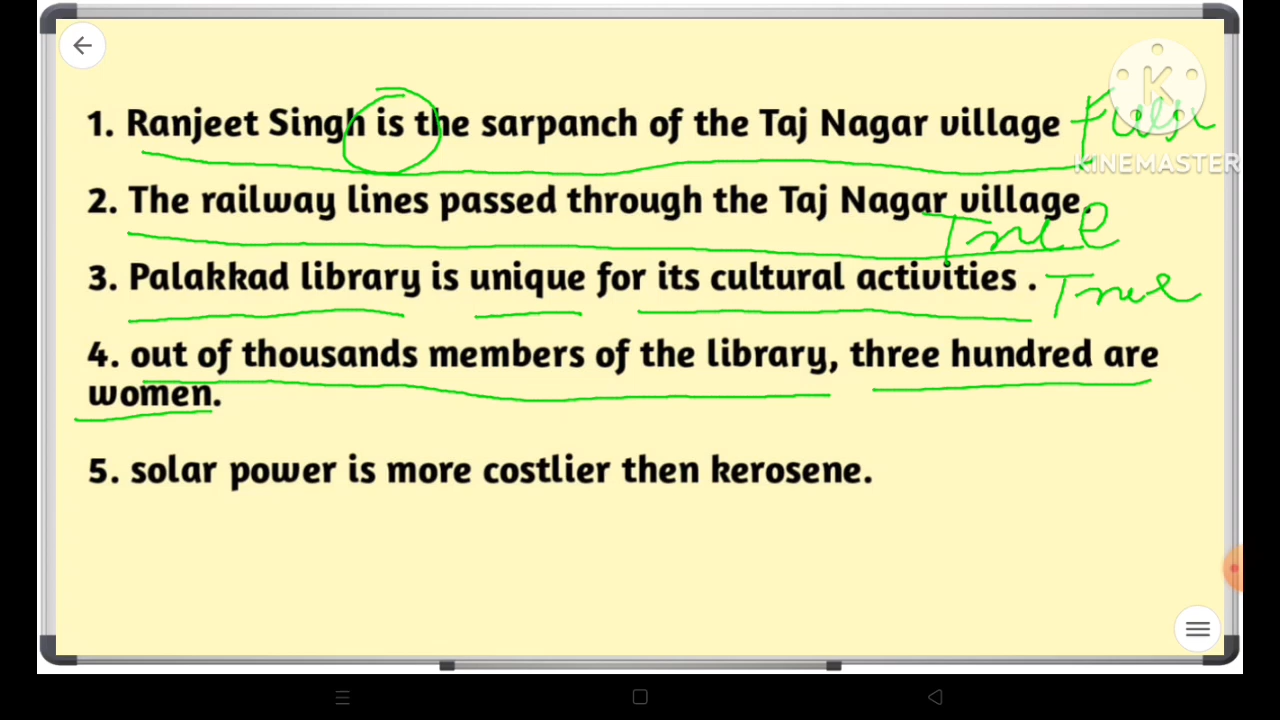 1. Ranjeet Singh is the sarpanch of the Taj Nagar village
K
KINEMASTER
2. The railway lines passed through the Taj Nagar village.
True
3. Palakkad library is unique for its cultural activities . True
4. out of thousands members of the library, three hundred are
women.
5. solar power is more costlier then kerosene.